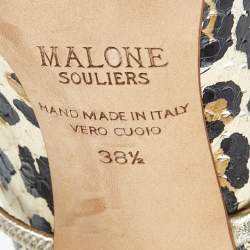 MALONE
SOULIERS
HAND MADE IN ITALY
VERO CUOIO
38½